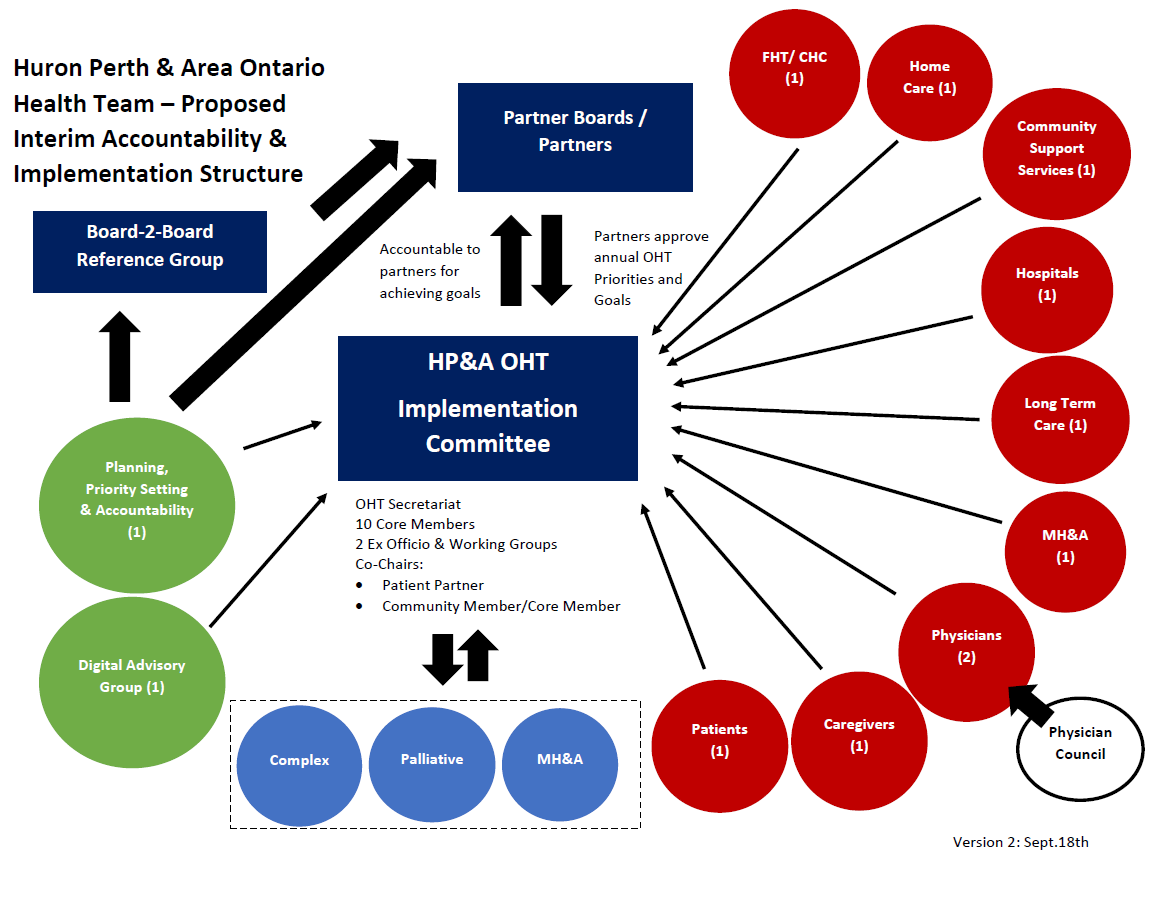 Huron Perth & Area Ontario
Health Team – Proposed
Interim Accountability &
Implementation Structure
Partner Boards /
Partners
Board-2-Board
Reference Group
Accountable to
partners for
achieving goals
Partners approve
annual OHT
Priorities and
Goals
HP&A OHT
Implementation
Committee
OHT Secretariat
10 Core Members
2 Ex Officio & Working Groups
Co-Chairs:
• Patient Partner
• Community Member/Core Member
Planning,
Priority Setting
& Accountability
(1)
Digital Advisory
Group (1)
Complex
Palliative
MH&A
FHT/ CHC
(1)
Home
Care (1)
Community
Support
Services (1)
Hospitals
(1)
Long Term
Care (1)
MH&A
(1)
Physicians
(2)
Physician
Council
Caregivers
(1)
Patients
(1)
Version 2: Sept.18th